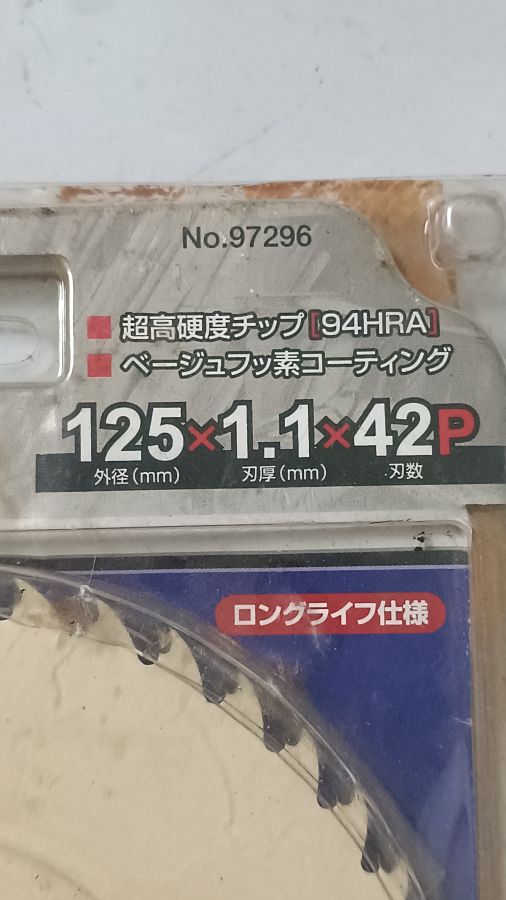 No.97296
■ 超高硬度チップ[94HRA]
■ ベージュフッ素コーティング
125×1.1×42P
外径(mm) 刃厚(mm) 刃数
ロングライフ仕様